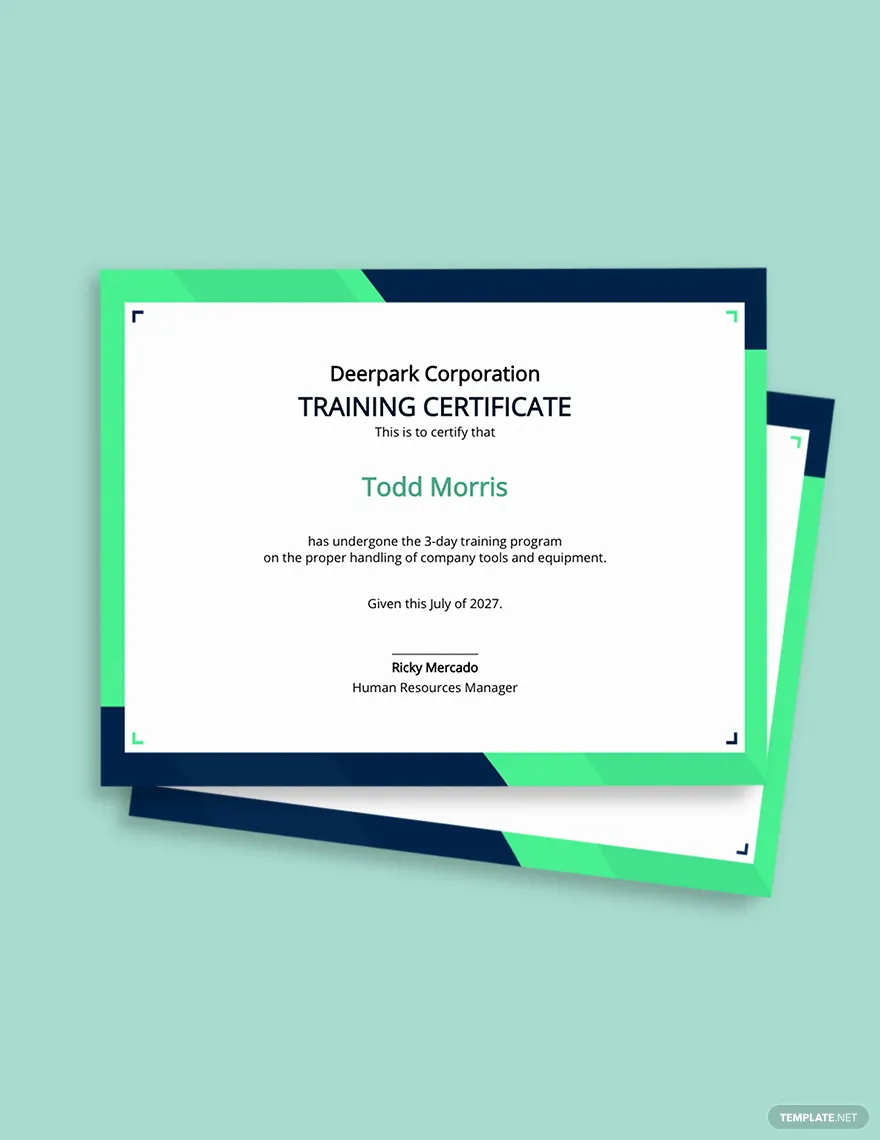 Deerpark Corporation
TRAINING CERTIFICATE
This is to certify that
Todd Morris
has undergone the 3-day training program
on the proper handling of company tools and equipment.
Given this July of 2027.
Ricky Mercado
Human Resources Manager
TEMPLATE.NET